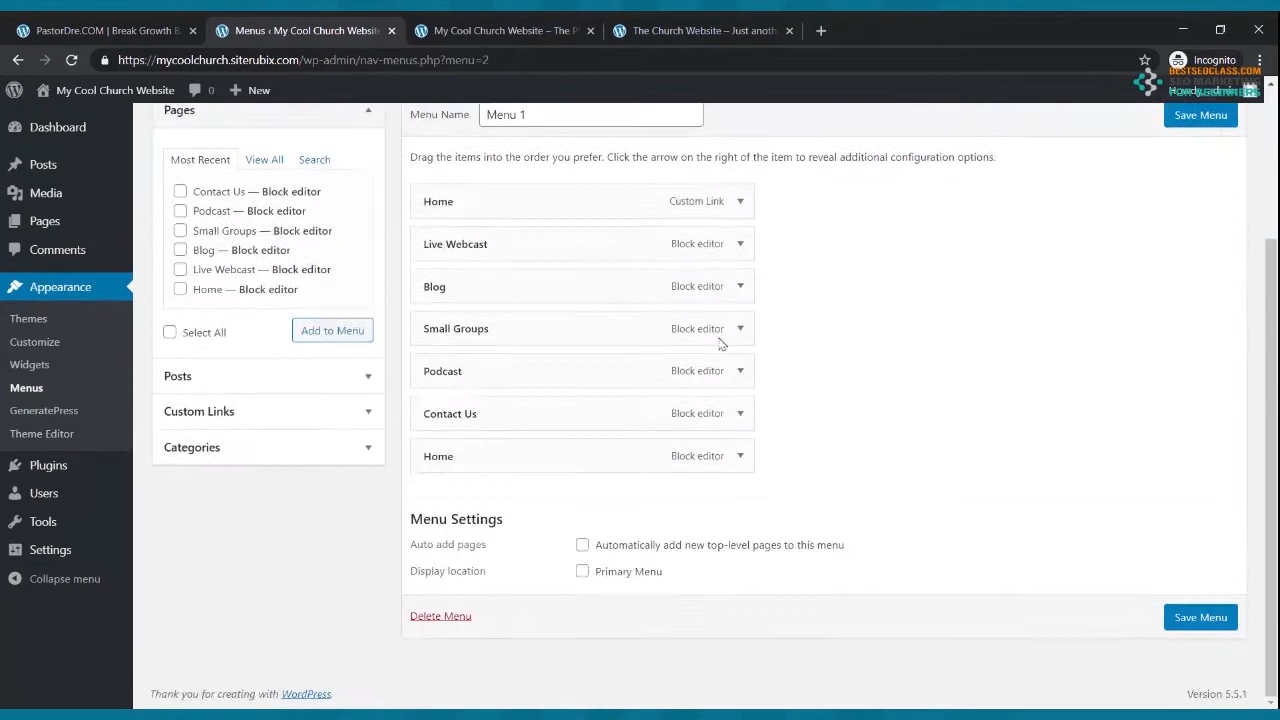 PastorDre.COM | Break Growth B
Menus ‹ My Cool Church Website
My Cool Church Website – The P
The Church Website – Just anoth
https://mycoolchurch.siterubix.com/wp-admin/nav-menus.php?menu=2
Incognito
BESTSEOCLASS.COM
SEO MARKETING
FOR BEGINNERS
My Cool Church Website
0
New
Dashboard
Posts
Media
Pages
Comments
Appearance
Themes
Customize
Widgets
Menus
GeneratePress
Theme Editor
Plugins
Users
Tools
Settings
Collapse menu
Pages
Most Recent View All Search
Contact Us — Block editor
Podcast — Block editor
Small Groups — Block editor
Blog — Block editor
Live Webcast — Block editor
Home — Block editor
Select All
Add to Menu
Posts
Custom Links
Categories
Menu Name Menu 1
Save Menu
Drag the items into the order you prefer. Click the arrow on the right of the item to reveal additional configuration options.
Home Custom Link
Live Webcast Block editor
Blog Block editor
Small Groups Block editor
Podcast Block editor
Contact Us Block editor
Home Block editor
Menu Settings
Auto add pages Automatically add new top-level pages to this menu
Display location Primary Menu
Delete Menu
Save Menu
Thank you for creating with WordPress.
Version 5.5.1